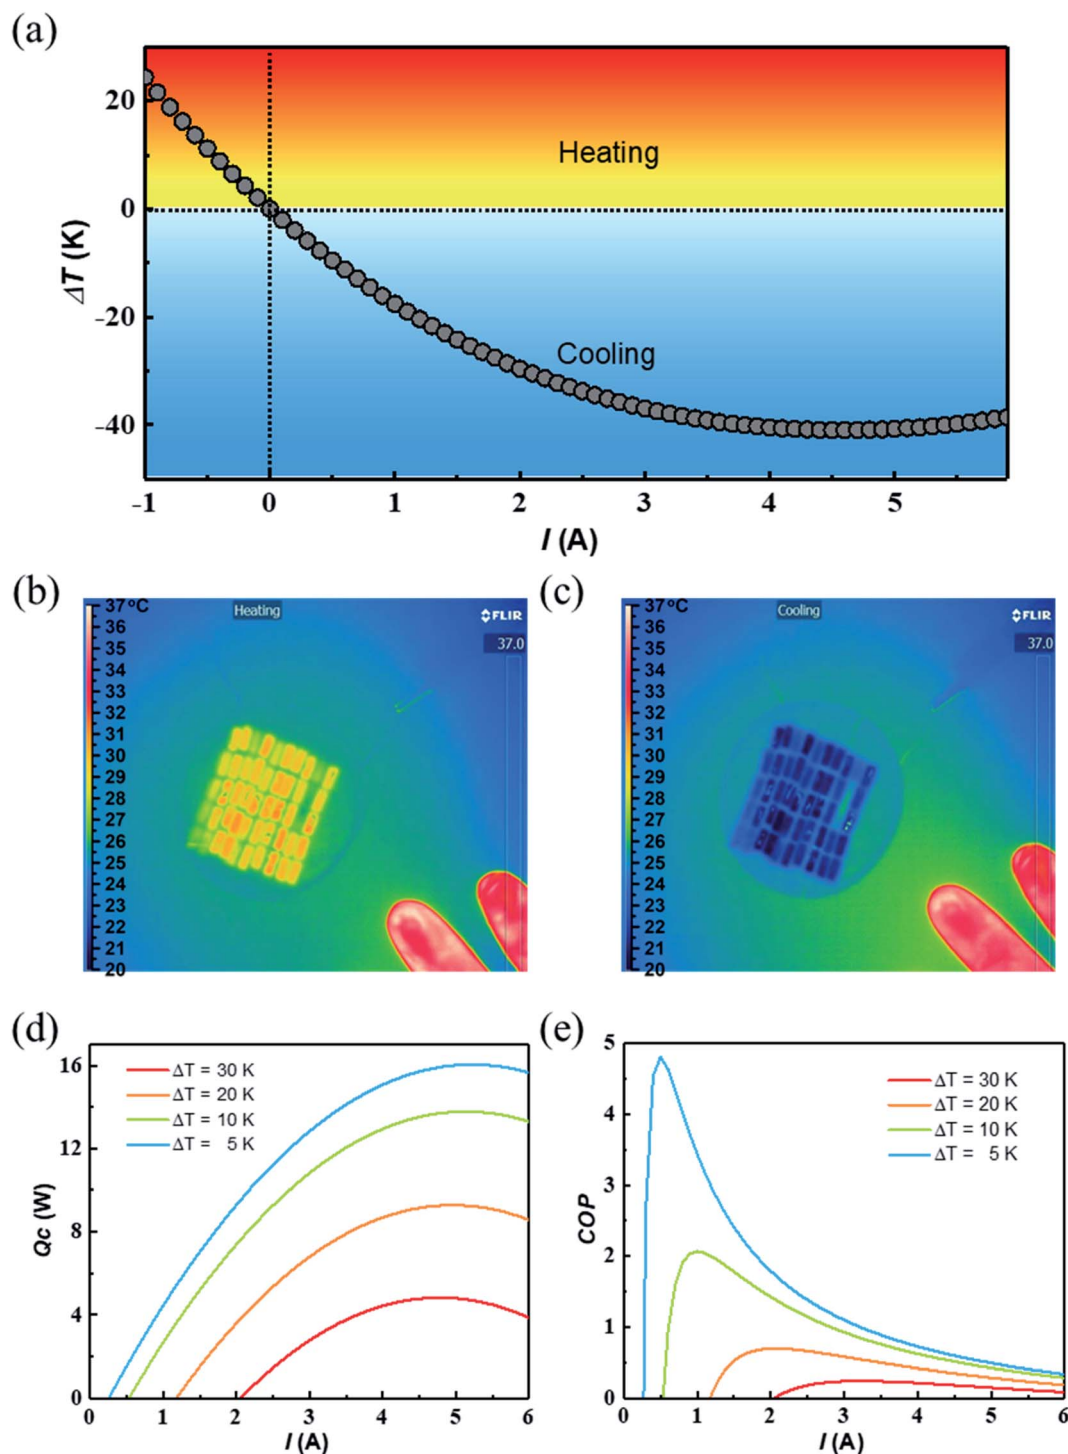 (a)
20
0
-20
-40
ΔT (K)
Heating
Cooling
-1 0 1 2 3 4 5
I (A)
(b)
37°C
36
35
34
33
32
31
30
29
28
27
26
25
24
23
22
21
20
Heating
FLIR
37.0
(c)
37°C
36
35
34
33
32
31
30
29
28
27
26
25
24
23
22
21
20
Cooling
FLIR
37.0
(d)
16
12
8
4
0
Qc (W)
ΔT = 30 K
ΔT = 20 K
ΔT = 10 K
ΔT = 5 K
0 1 2 3 4 5 6
I (A)
(e)
5
4
3
2
1
0
COP
ΔT = 30 K
ΔT = 20 K
ΔT = 10 K
ΔT = 5 K
0 1 2 3 4 5 6
I (A)